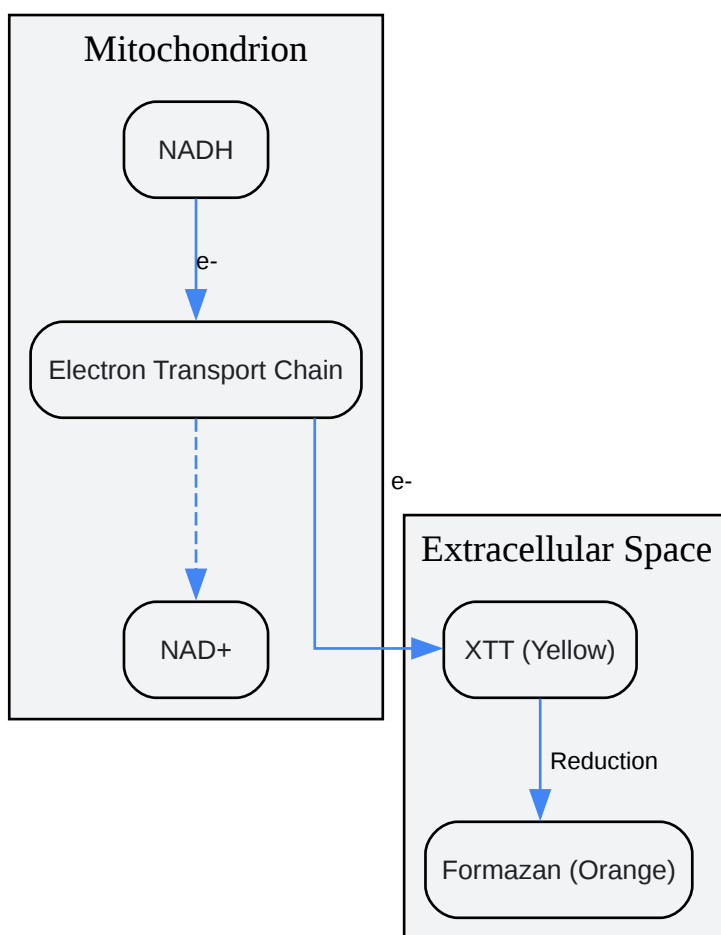 Mitochondrion
NADH
e-
Electron Transport Chain
e-
Extracellular Space
NAD+
XTT (Yellow)
Reduction
Formazan (Orange)